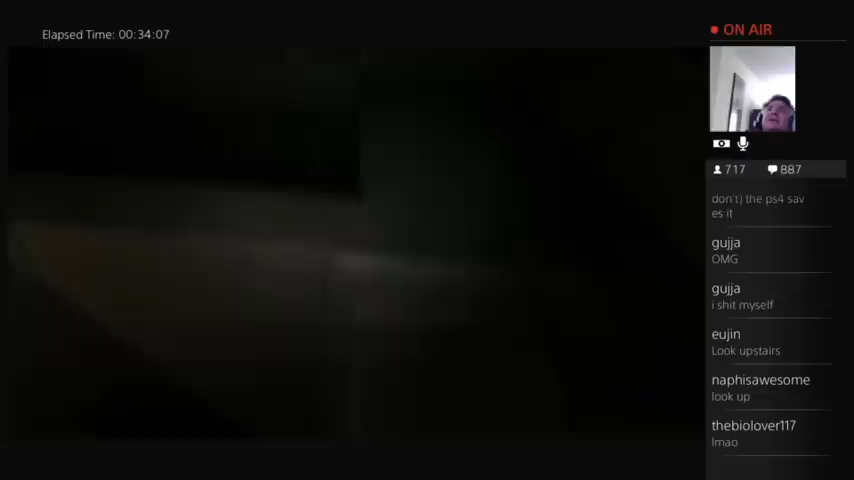 Elapsed Time: 00:34:07
ON AIR
717 887
don't) the ps4 sav
es it
gujja
OMG
gujja
i shit myself
eujin
Look upstairs
naphisawesome
look up
thebiolover117
lmao